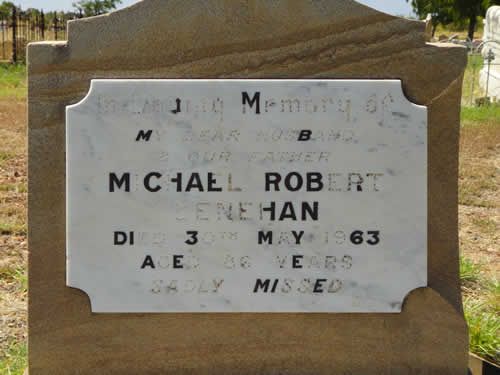 In Loving Memory of
MY DEAR HUSBAND
& OUR FATHER
MICHAEL ROBERT
LENEHAN
DIED 30TH MAY 1963
AGED 86 YEARS
SADLY MISSED